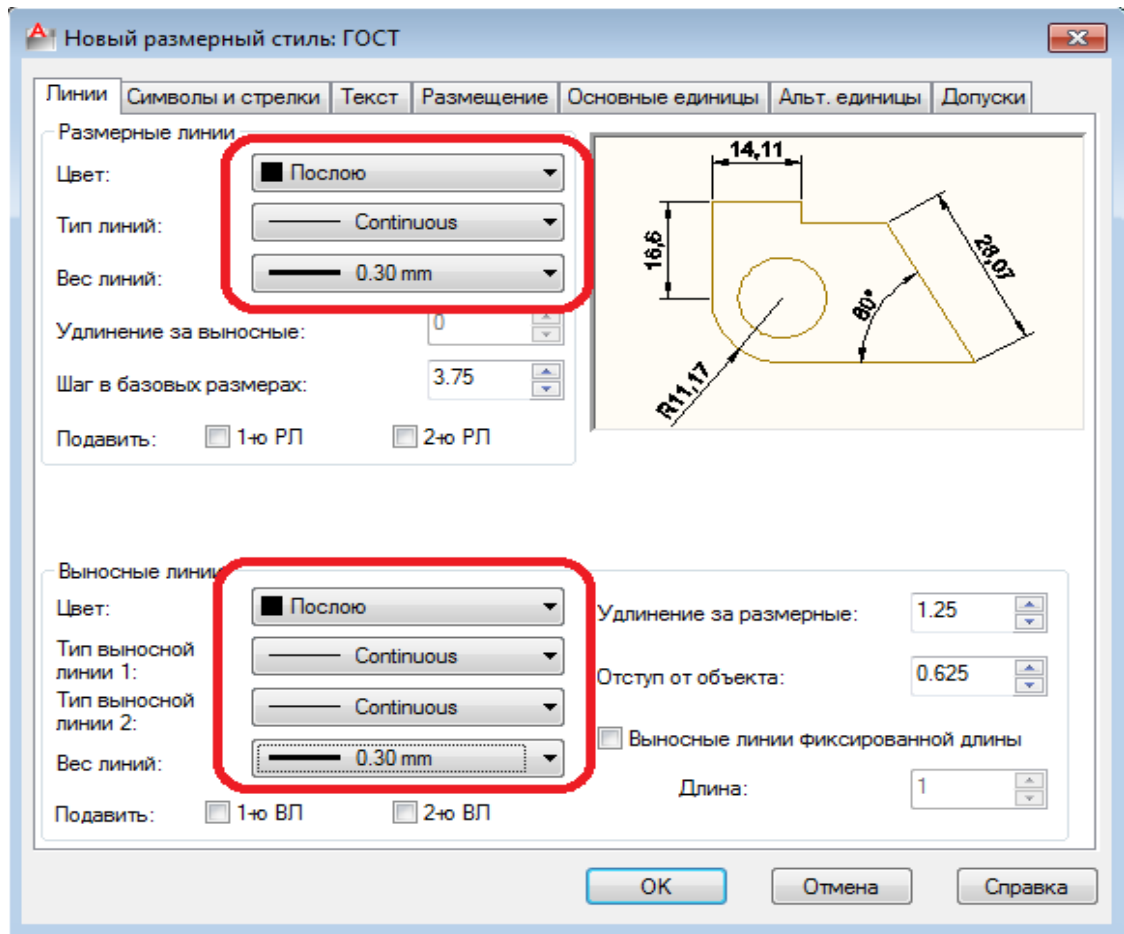 Новый размерный стиль: ГОСТ
Линии Символы и стрелки Текст Размещение Основные единицы Альт. единицы Допуски
Размерные линии
Цвет: Послою
Тип линий: Continuous
Вес линий: 0.30 mm
Удлинение за выносные: 0
Шаг в базовых размерах: 3.75
Подавить: 1-ю РЛ 2-ю РЛ
14,11
16,6
28,07
60°
R11,17
Выносные линии
Цвет: Послою
Тип выносной
линии 1: Continuous
Тип выносной
линии 2: Continuous
Вес линий: 0.30 mm
Подавить: 1-ю ВЛ 2-ю ВЛ
Удлинение за размерные: 1.25
Отступ от объекта: 0.625
Выносные линии фиксированной длины
Длина: 1
OK Отмена Справка